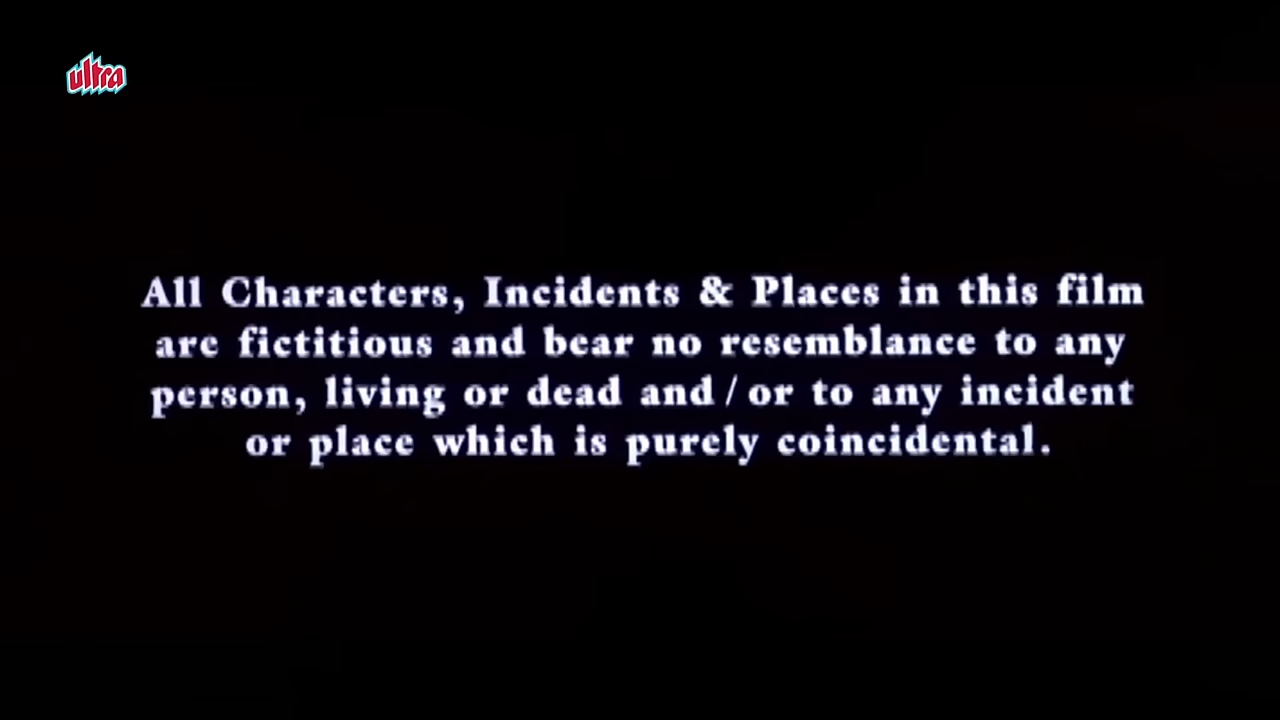 ultra
All Characters, Incidents & Places in this film
are fictitious and bear no resemblance to any
person, living or dead and/or to any incident
or place which is purely coincidental.